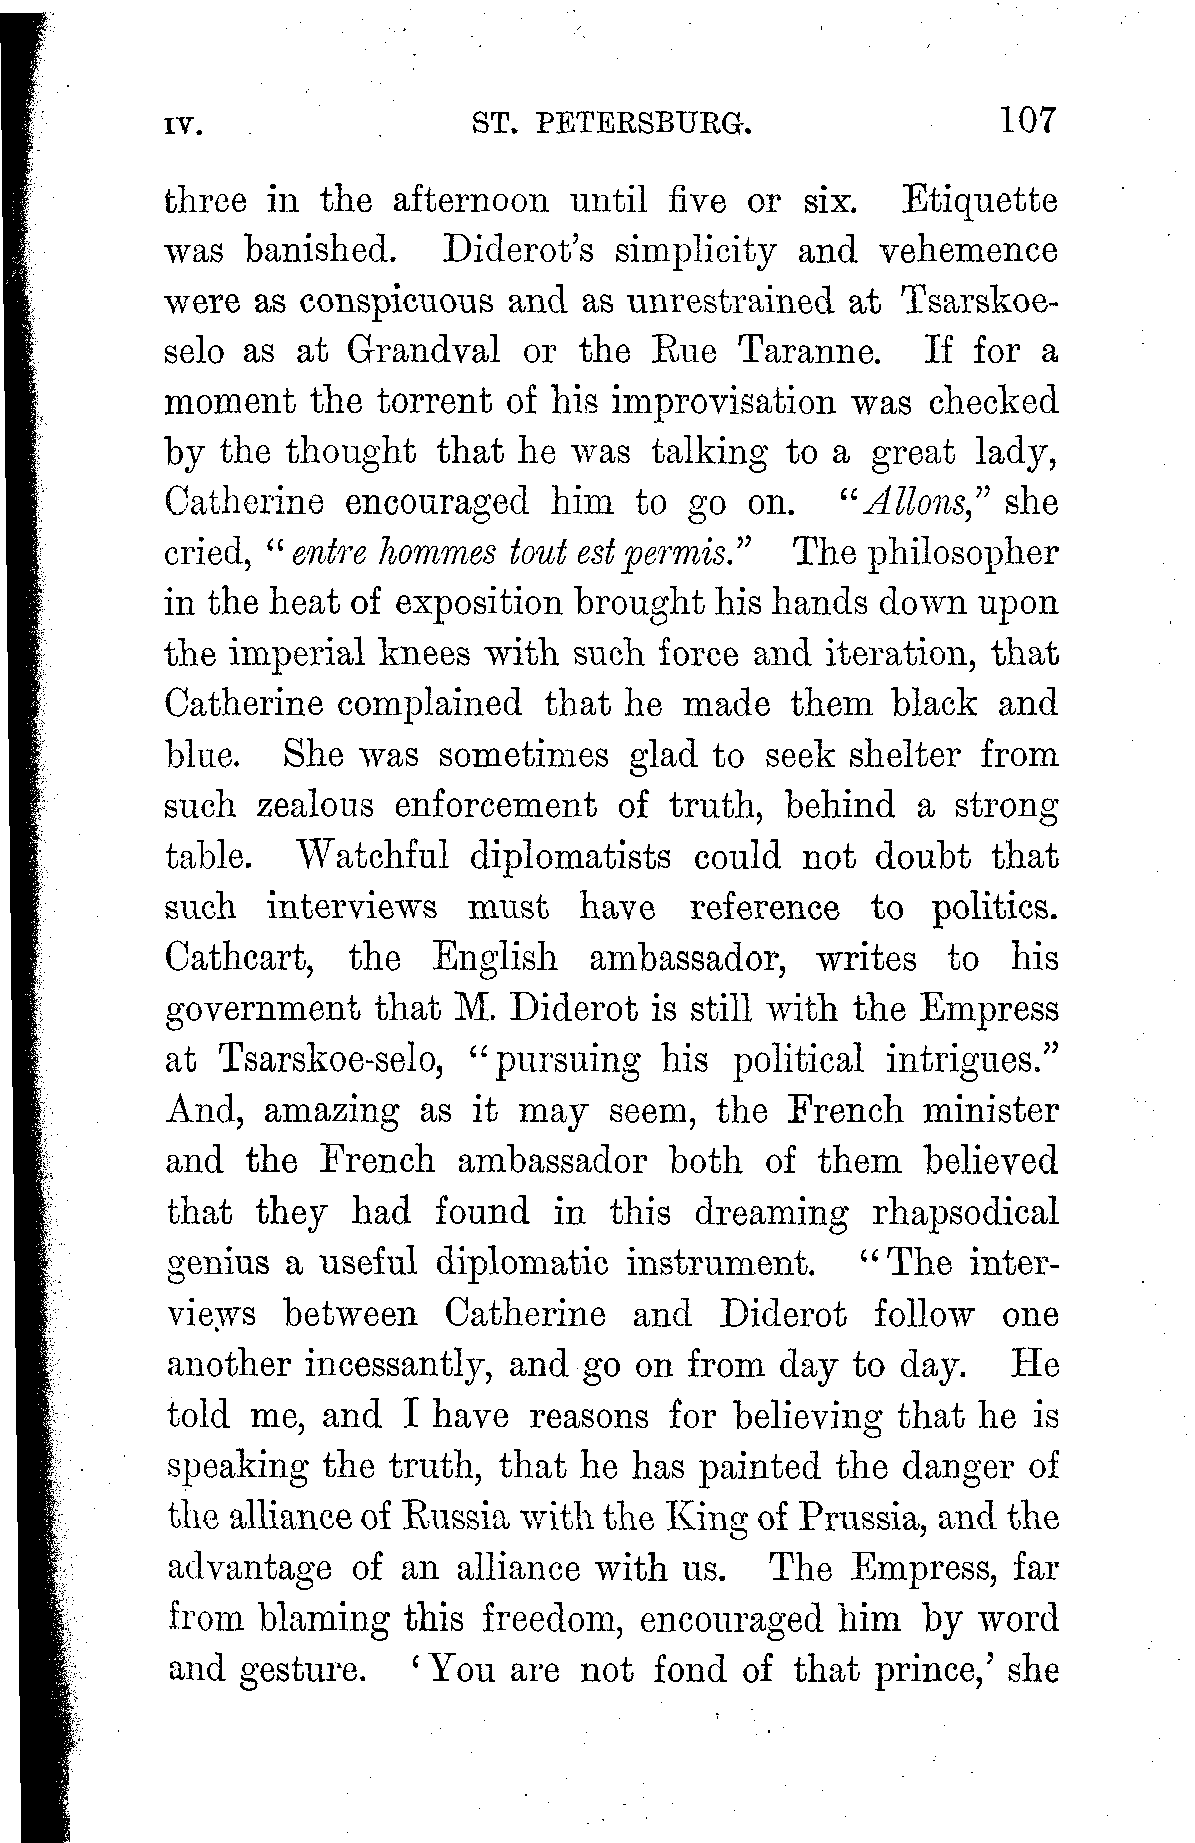 IV. ST. PETERSBURG. 107
three in the afternoon until five or six. Etiquette
was banished. Diderot's simplicity and vehemence
were as conspicuous and as unrestrained at Tsarskoe-
selo as at Grandval or the Rue Taranne. If for a
moment the torrent of his improvisation was checked
by the thought that he was talking to a great lady,
Catherine encouraged him to go on. "Allons," she
cried, "entre hommes tout est permis." The philosopher
in the heat of exposition brought his hands down upon
the imperial knees with such force and iteration, that
Catherine complained that he made them black and
blue. She was sometimes glad to seek shelter from
such zealous enforcement of truth, behind a strong
table. Watchful diplomatists could not doubt that
such interviews must have reference to politics.
Cathcart, the English ambassador, writes to his
government that M. Diderot is still with the Empress
at Tsarskoe-selo, "pursuing his political intrigues."
And, amazing as it may seem, the French minister
and the French ambassador both of them believed
that they had found in this dreaming rhapsodical
genius a useful diplomatic instrument. "The inter-
views between Catherine and Diderot follow one
another incessantly, and go on from day to day. He
told me, and I have reasons for believing that he is
speaking the truth, that he has painted the danger of
the alliance of Russia with the King of Prussia, and the
advantage of an alliance with us. The Empress, far
from blaming this freedom, encouraged him by word
and gesture. 'You are not fond of that prince,' she